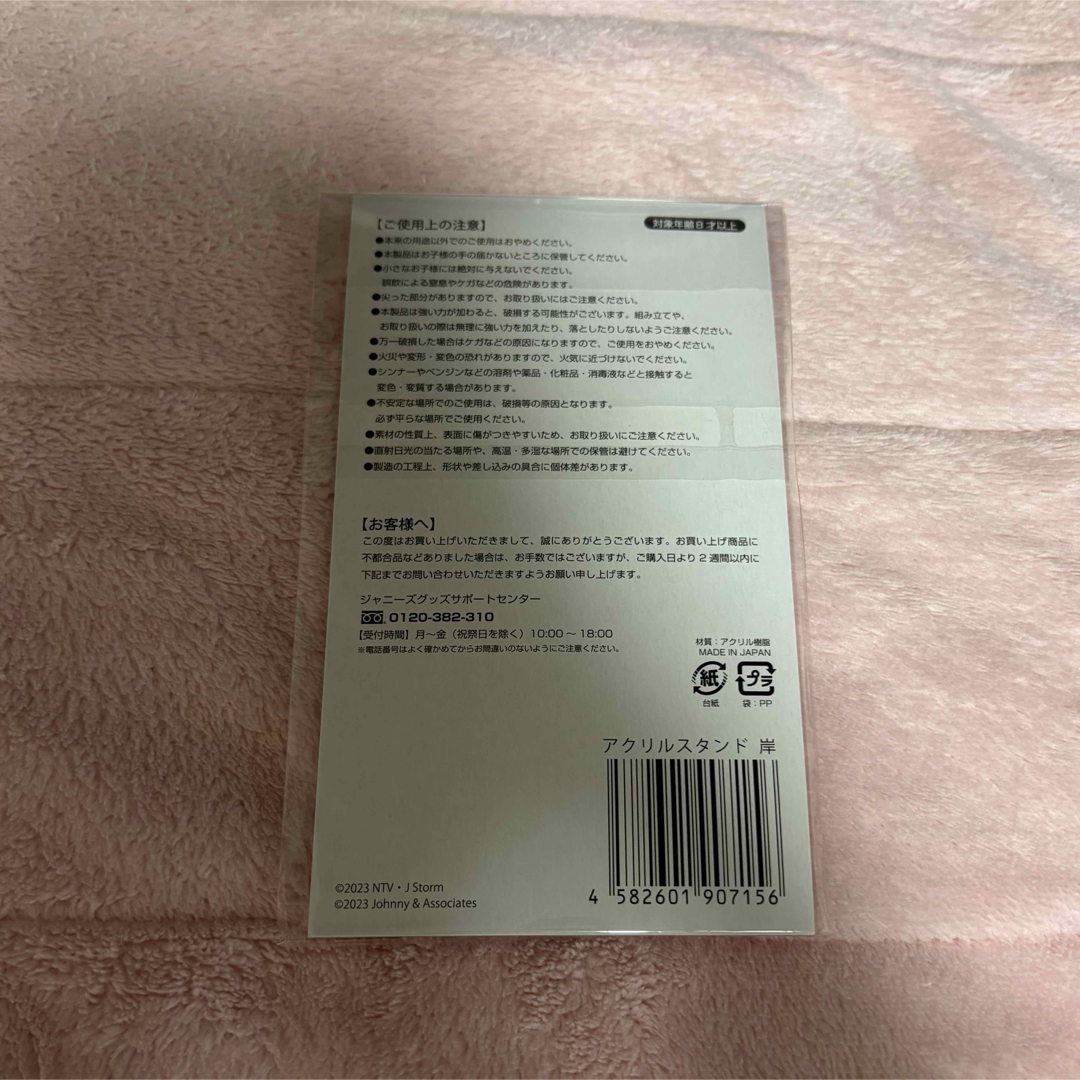 【ご使用上の注意】
対象年齢8才以上
●本来の用途以外でのご使用はおやめください。
●本製品はお子様の手の届かないところに保管してください。
●小さなお子様には絶対に与えないでください。
誤飲による窒息やケガなどの危険があります。
●尖った部分がありますので、お取り扱いにはご注意ください。
●本製品は強い力が加わると、破損する可能性がございます。組み立てや、
お取り扱いの際は無理に強い力を加えたり、落としたりしないようご注意ください。
●万一破損した場合はケガなどの原因になりますので、ご使用をおやめください。
●火災や変形・変色の恐れがありますので、火気に近づけないでください。
●シンナーやベンジンなどの溶剤や薬品・化粧品・消毒液などと接触すると
変色・変質する場合があります。
●不安定な場所でのご使用は、破損等の原因となります。
必ず平らな場所でご使用ください。
●素材の性質上、表面に傷がつきやすいため、お取り扱いにご注意ください。
●直射日光の当たる場所や、高温・多湿な場所での保管は避けてください。
●製造の工程上、形状や差し込みの具合に個体差があります。
【お客様へ】
この度はお買い上げいただきまして、誠にありがとうございます。お買い上げ商品に
不都合品などありました場合は、お手数ではございますが、ご購入日より2週間以内に
下記までお問い合わせいただきますようお願い申し上げます。
ジャニーズグッズサポートセンター
0120-382-310
【受付時間】月〜金（祝祭日を除く）10:00〜18:00
※電話番号はよく確かめてからお間違いのないようにご注意ください。
材質：アクリル樹脂
MADE IN JAPAN
紙 プラ
台紙 袋：PP
アクリルスタンド 岸
4 582601 907156
©2023 NTV・J Storm
©2023 Johnny & Associates